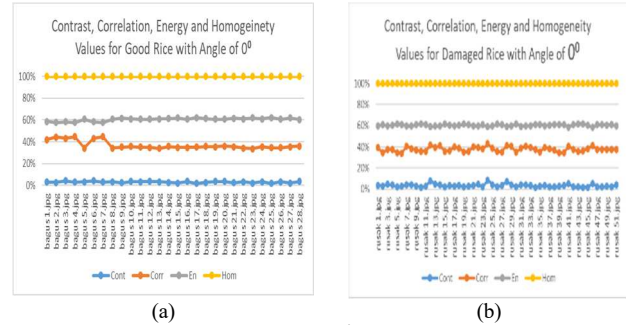 Contrast, Correlation, Energy and Homogeinety
Values for Good Rice with Angle of 0⁰
100%
80%
60%
40%
20%
0%
bagus 1.jpg
bagus 2.jpg
bagus 3.jpg
bagus 4.jpg
bagus 5.jpg
bagus 6.jpg
bagus 7.jpg
bagus 8.jpg
bagus 9.jpg
bagus 10.jpg
bagus 11.jpg
bagus 12.jpg
bagus 13.jpg
bagus 14.jpg
bagus 15.jpg
bagus 16.jpg
bagus 17.jpg
bagus 18.jpg
bagus 19.jpg
bagus 20.jpg
bagus 21.jpg
bagus 22.jpg
bagus 23.jpg
bagus 24.jpg
bagus 25.jpg
bagus 26.jpg
bagus 27.jpg
bagus 28.jpg
Cont Corr En Hom
(a)
Contrast, Correlation, Energy and Homogeneity
Values for Damaged Rice with Angle of 0⁰
100%
80%
60%
40%
20%
0%
rusak 1.jpg
rusak 3.jpg
rusak 5.jpg
rusak 7.jpg
rusak 9.jpg
rusak 11.jpg
rusak 13.jpg
rusak 15.jpg
rusak 17.jpg
rusak 19.jpg
rusak 21.jpg
rusak 23.jpg
rusak 25.jpg
rusak 27.jpg
rusak 29.jpg
rusak 31.jpg
rusak 33.jpg
rusak 35.jpg
rusak 37.jpg
rusak 39.jpg
rusak 41.jpg
rusak 43.jpg
rusak 45.jpg
rusak 47.jpg
rusak 49.jpg
rusak 51.jpg
Cont Corr En Hom
(b)